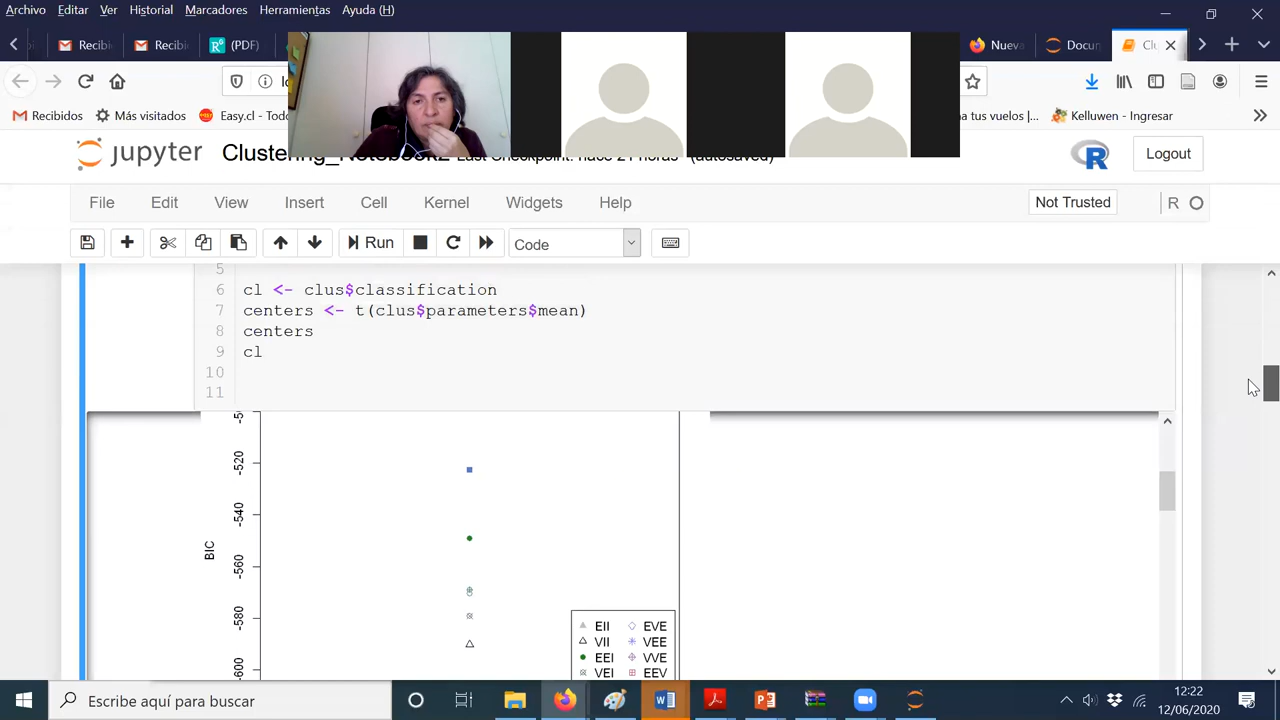 Archivo Editar Ver Historial Marcadores Herramientas Ayuda (H)
Recibi Recibi (PDF) Nueva Docun Clu
lo
Recibidos Más visitados Easy.cl - Todo na tus vuelos |... Kelluwen - Ingresar
jupyter Clustering_Notebook2 Last Checkpoint: hace 21 horas (autosaved) R Logout
File Edit View Insert Cell Kernel Widgets Help Not Trusted R
Run Code
5
6 cl <- clus$classification
7 centers <- t(clus$parameters$mean)
8 centers
9 cl
10
11
-520
-540
BIC
-560
-580
-600
EII EVE
VII VEE
EEI VVE
VEI EEV
Escribe aquí para buscar
12:22
12/06/2020